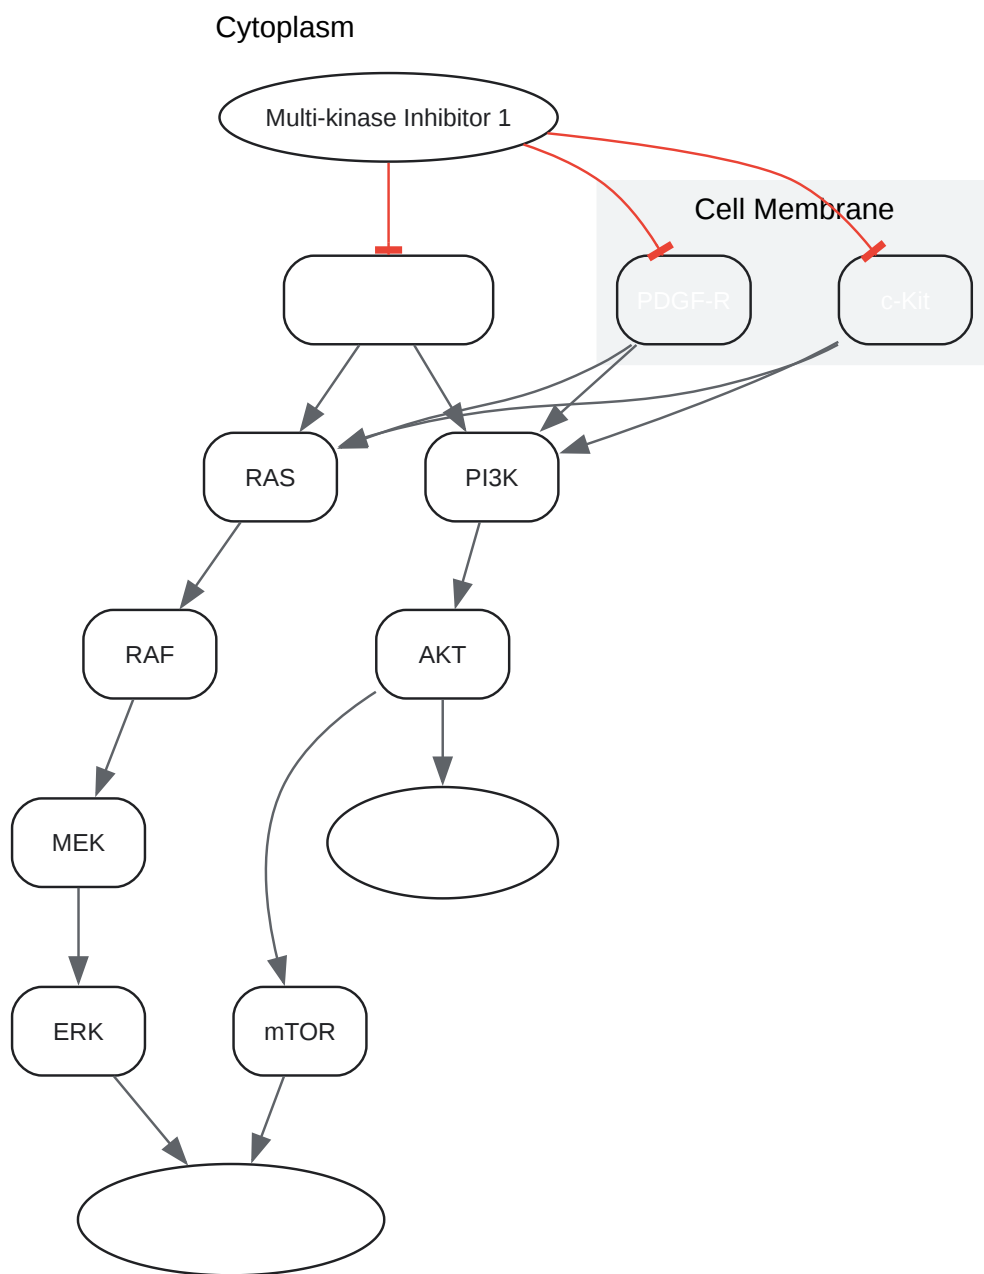 Cytoplasm
Multi-kinase Inhibitor 1
Cell Membrane
PDGF-R
c-Kit
RAS
PI3K
RAF
AKT
MEK
ERK
mTOR